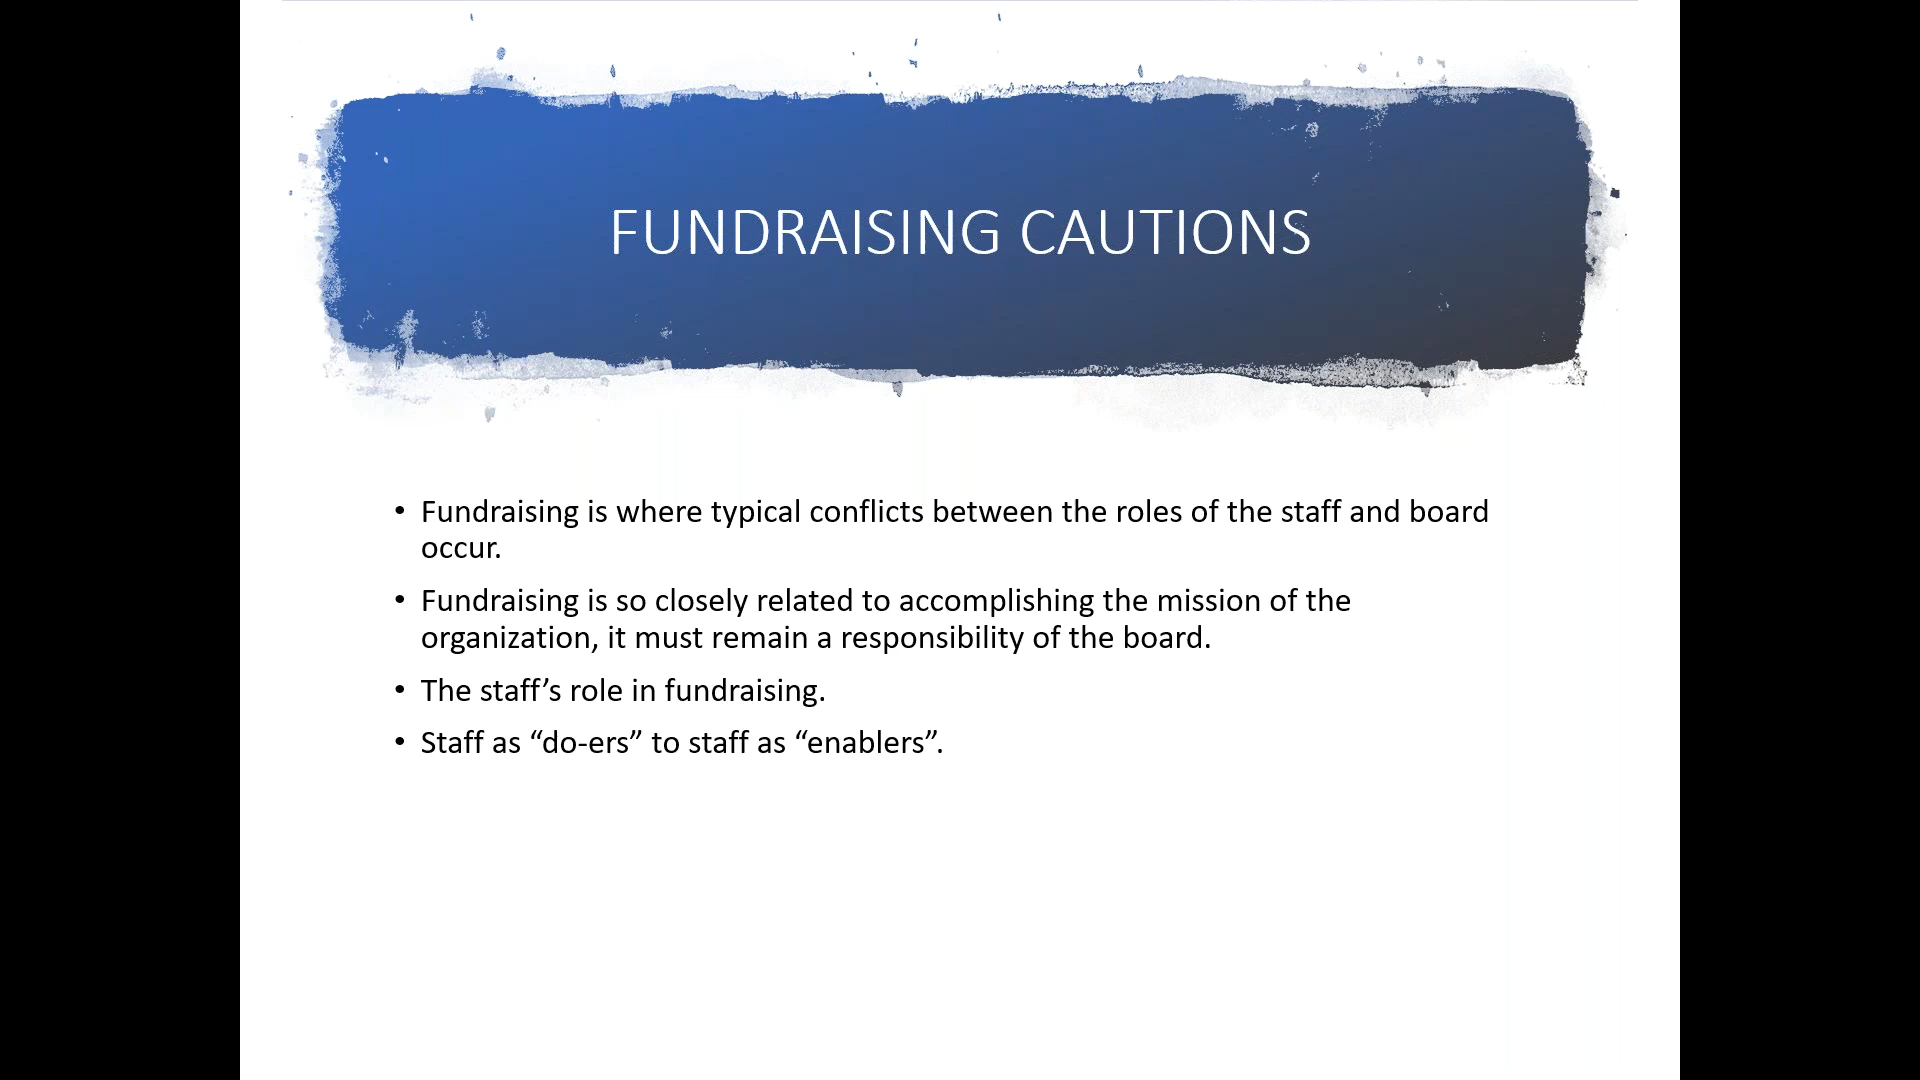 FUNDRAISING CAUTIONS
• Fundraising is where typical conflicts between the roles of the staff and board
occur.
• Fundraising is so closely related to accomplishing the mission of the
organization, it must remain a responsibility of the board.
• The staff’s role in fundraising.
• Staff as “do-ers” to staff as “enablers”.